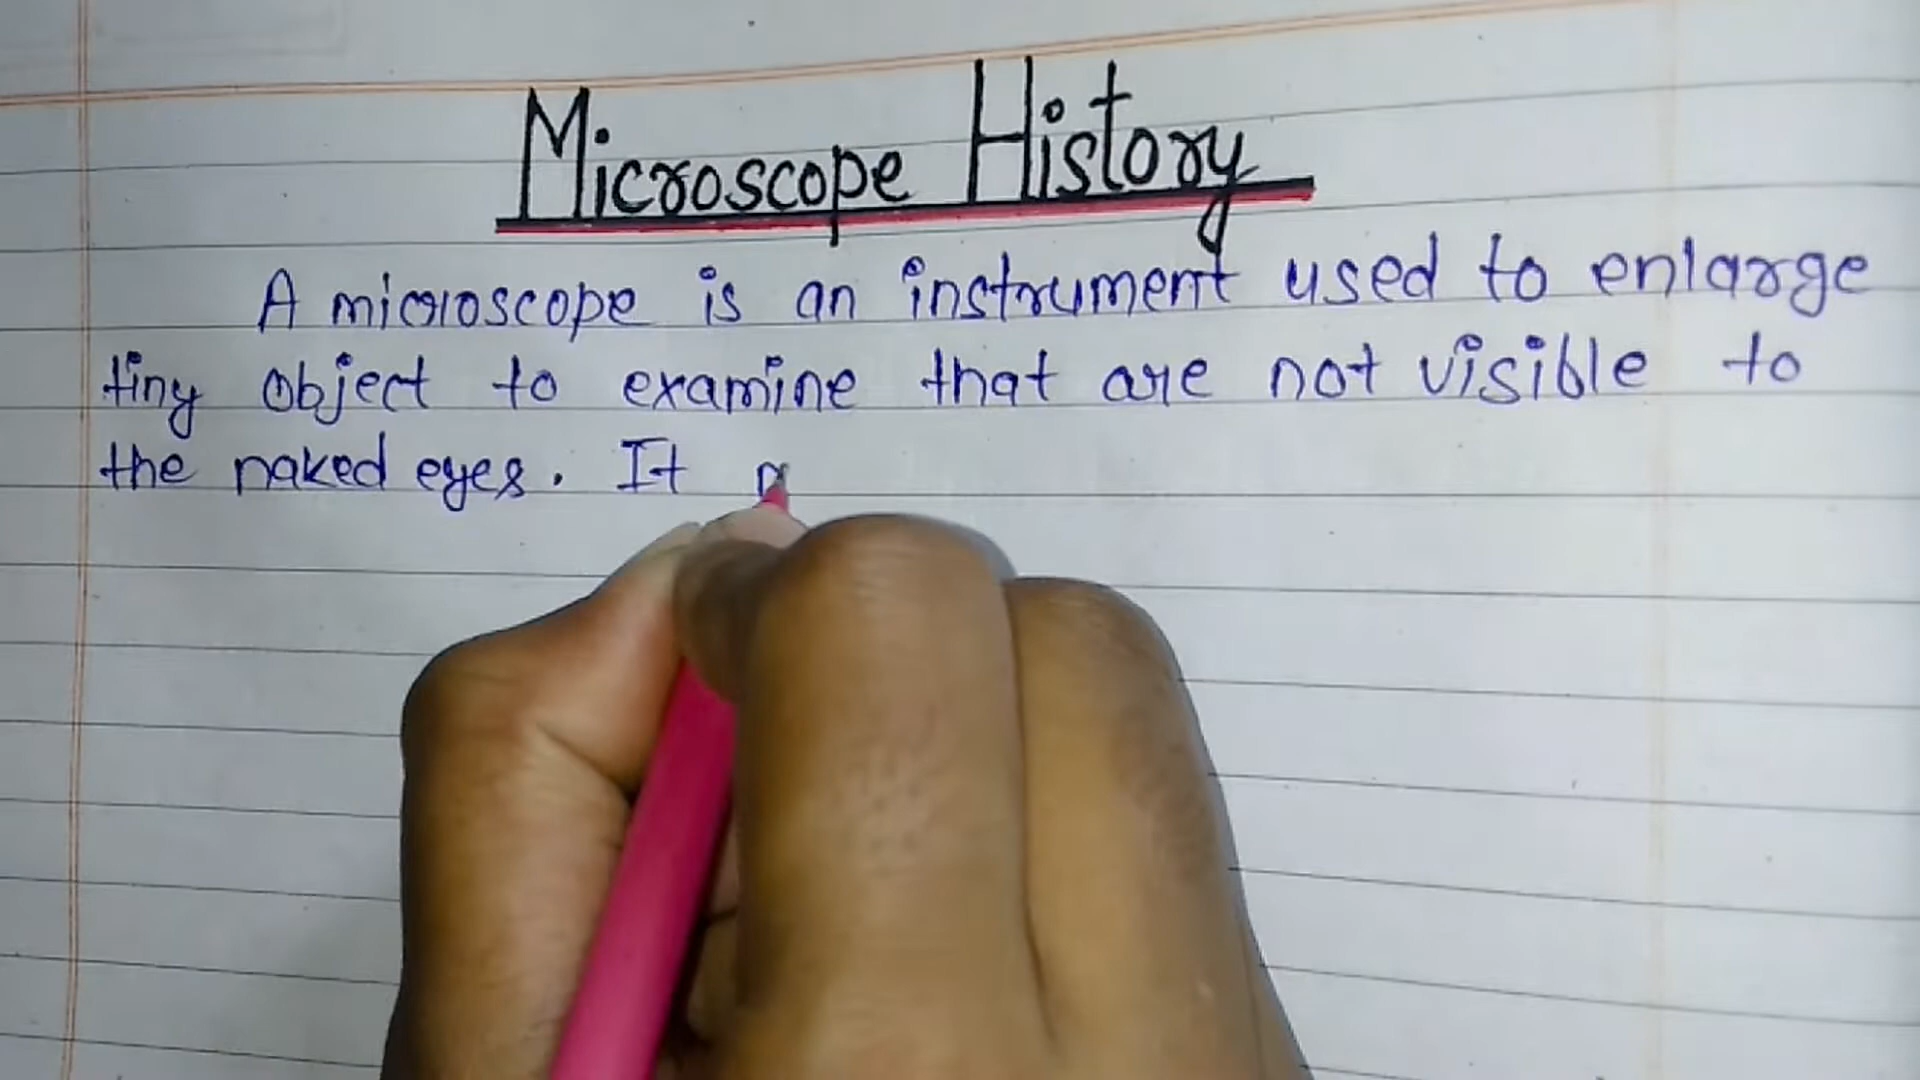 Microscope History
A microscope is an instrument used to enlarge
tiny object to examine that are not visible to
the naked eyes. It